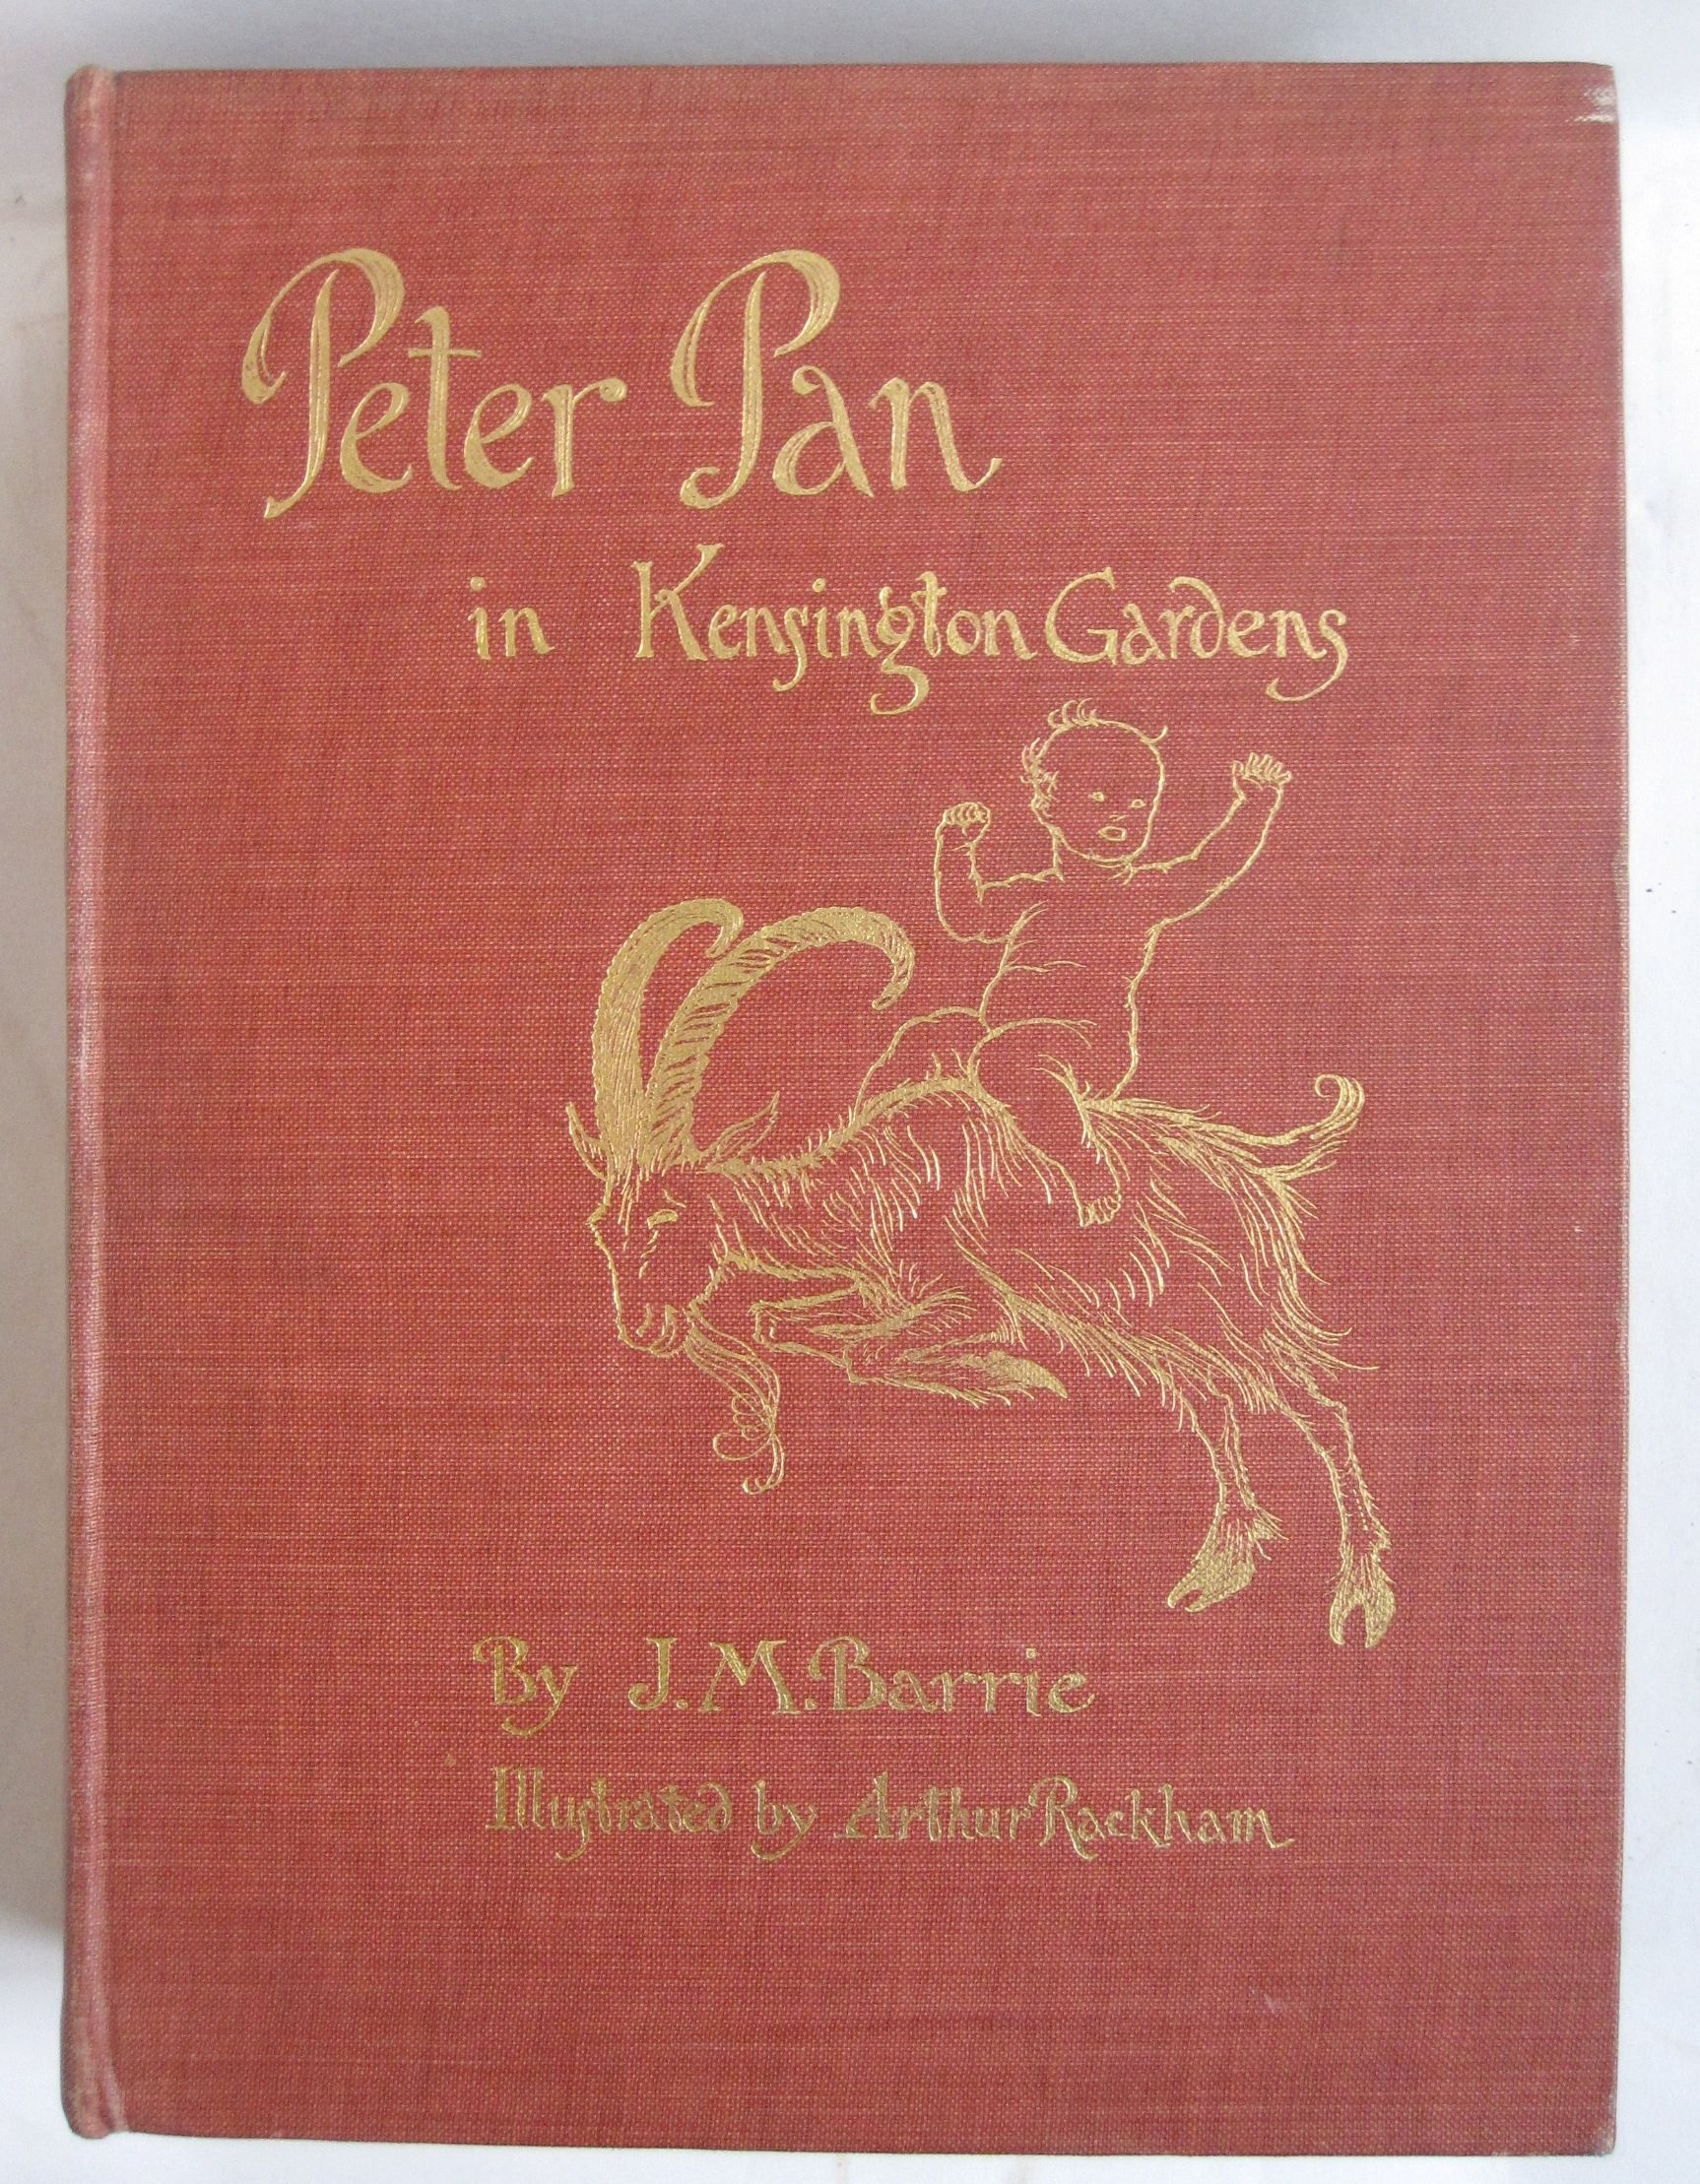 Peter Pan
in Kensington Gardens
By J.M.Barrie
Illustrated by Arthur Rackham